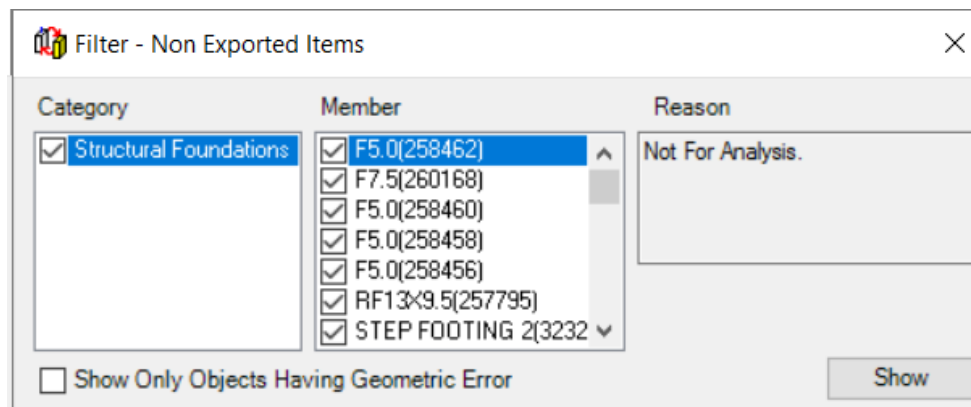 Filter - Non Exported Items
Category
Member
Reason
Structural Foundations
F5.0(258462)
F7.5(260168)
F5.0(258460)
F5.0(258458)
F5.0(258456)
RF13X9.5(257795)
STEP FOOTING 2(3232
Not For Analysis.
Show Only Objects Having Geometric Error
Show